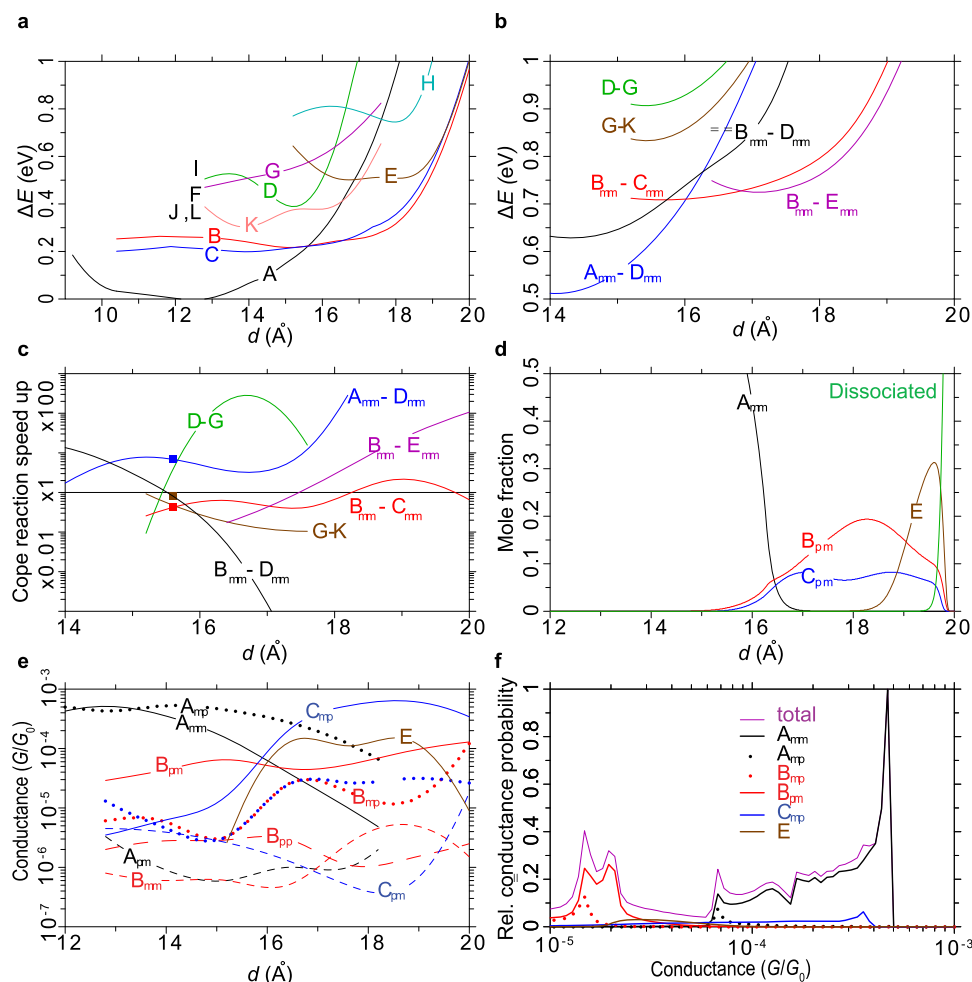 a
1
0.8
0.6
0.4
0.2
0
ΔE (eV)
I
F
J ,L
G
D
K
B
C
A
E
H
10 12 14 16 18 20
d (Å)
b
1
0.9
0.8
0.7
0.6
0.5
ΔE (eV)
D-G
G-K
==Bmm-Dmm
Bmm-Cmm
Bmm-Emm
Amm-Dmm
14 15 16 17 18 19 20
d (Å)
c
x 100
x 1
x 0.01
Cope reaction speed up
D-G
Amm-Dmm
Bmm-Emm
Bmm-Cmm
G-K
Bmm-Dmm
14 16 18 20
d (Å)
d
0.5
0.4
0.3
0.2
0.1
0
Mole fraction
Amm
Dissociated
E
Bpm
Cpm
12 14 16 18 20
d (Å)
e
10-3
10-4
10-5
10-6
10-7
Conductance (G/G0)
Amp
Amm
Cmp
E
Bpm
Bmp
Bpp
Apm
Bmm
Cpm
12 14 16 18 20
d (Å)
f
1
0.8
0.6
0.4
0.2
0
Rel. conductance probability
total
Amm
Amp
Bmp
Bpm
Cmp
E
10-5 10-4 10-3
Conductance (G/G0)